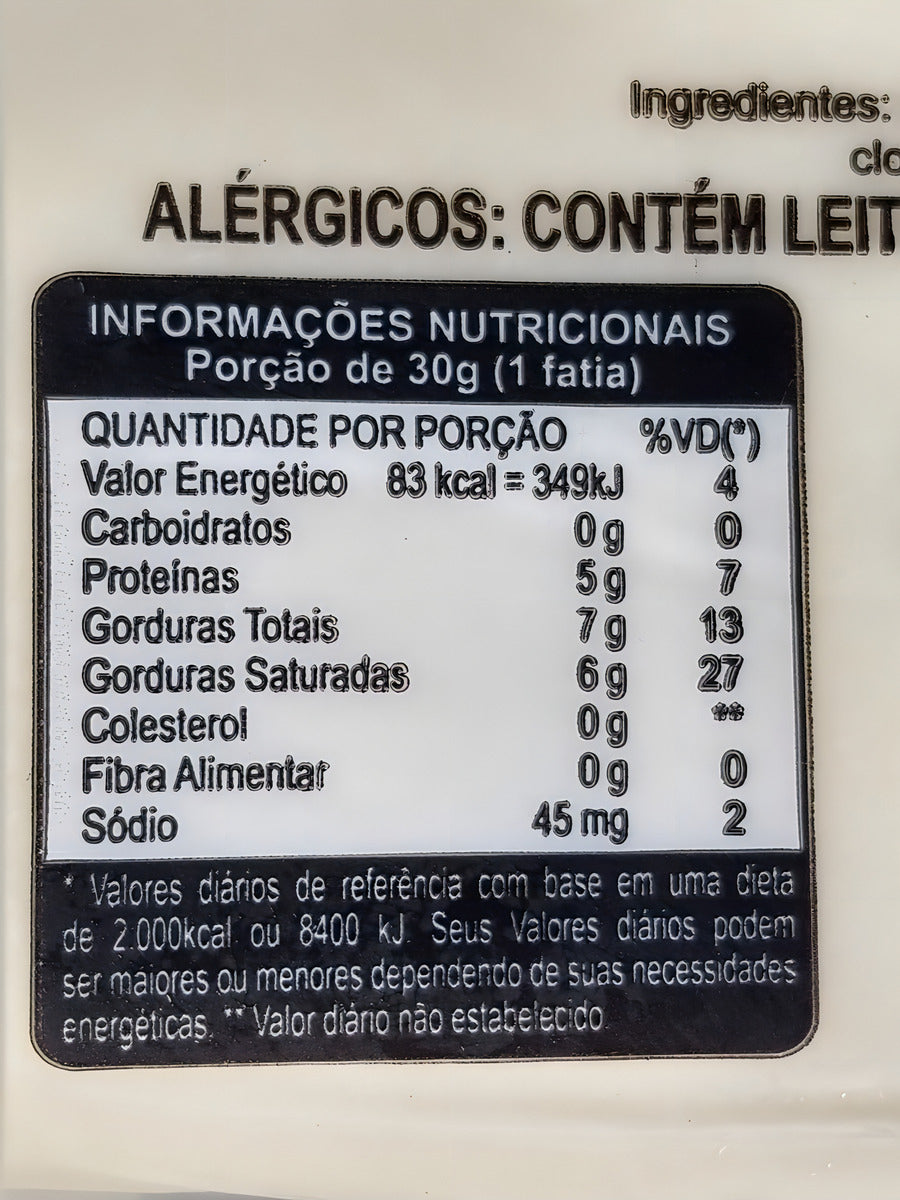 Ingredientes:
clo
ALÉRGICOS: CONTÉM LEIT
INFORMAÇÕES NUTRICIONAIS
Porção de 30g (1 fatia)
QUANTIDADE POR PORÇÃO %VD(*)
Valor Energético 83 kcal = 349kJ 4
Carboidratos 0 g 0
Proteínas 5 g 7
Gorduras Totais 7 g 13
Gorduras Saturadas 6 g 27
Colesterol 0 g **
Fibra Alimentar 0 g 0
Sódio 45 mg 2
* Valores diários de referência com base em uma dieta
de 2.000kcal ou 8400 kJ. Seus Valores diários podem
ser maiores ou menores dependendo de suas necessidades
energéticas. ** Valor diário não estabelecido